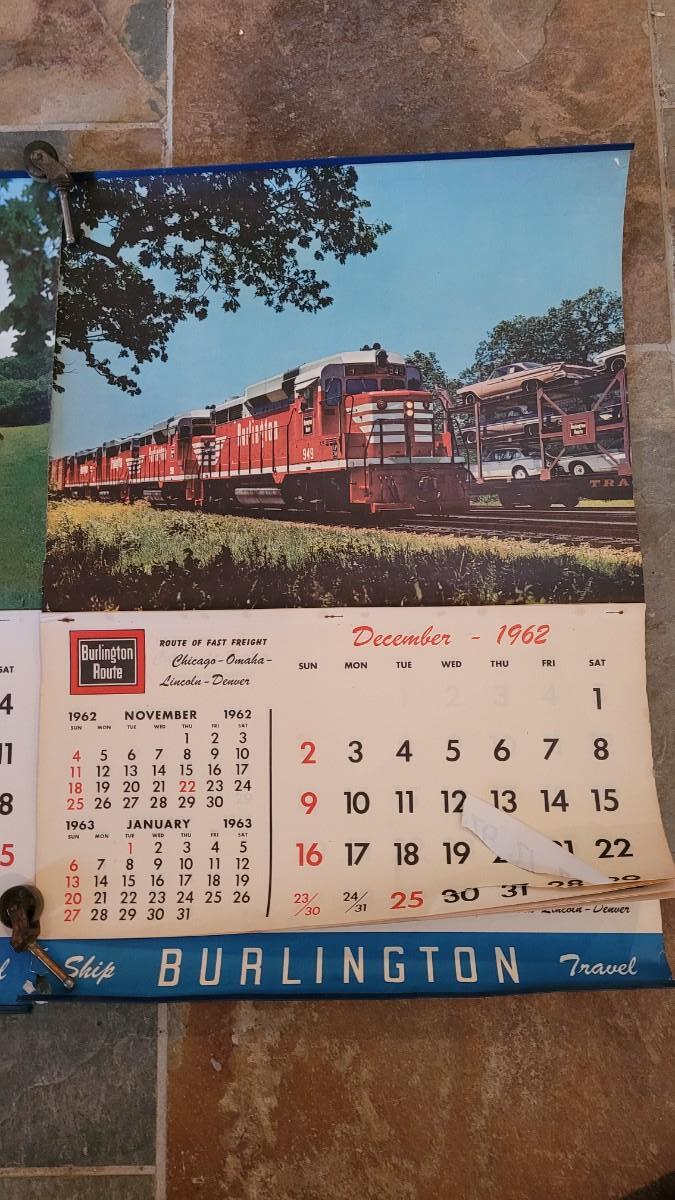 949
Burlington
949
Burlington Route
TRA
Burlington
Route
ROUTE OF FAST FREIGHT
Chicago - Omaha -
Lincoln - Denver
December - 1962
SUN MON TUE WED THU FRI SAT
1
2 3 4 5 6 7 8
9 10 11 12 13 14 15
16 17 18 19 22
23/30 24/31 25 30 31
Lincoln - Denver
1962 NOVEMBER 1962
SUN MON TUE WED THU FRI SAT
1 2 3
4 5 6 7 8 9 10
11 12 13 14 15 16 17
18 19 20 21 22 23 24
25 26 27 28 29 30
1963 JANUARY 1963
SUN MON TUE WED THU FRI SAT
1 2 3 4 5
6 7 8 9 10 11 12
13 14 15 16 17 18 19
20 21 22 23 24 25 26
27 28 29 30 31
Ship BURLINGTON Travel
SAT
4
11
8
5